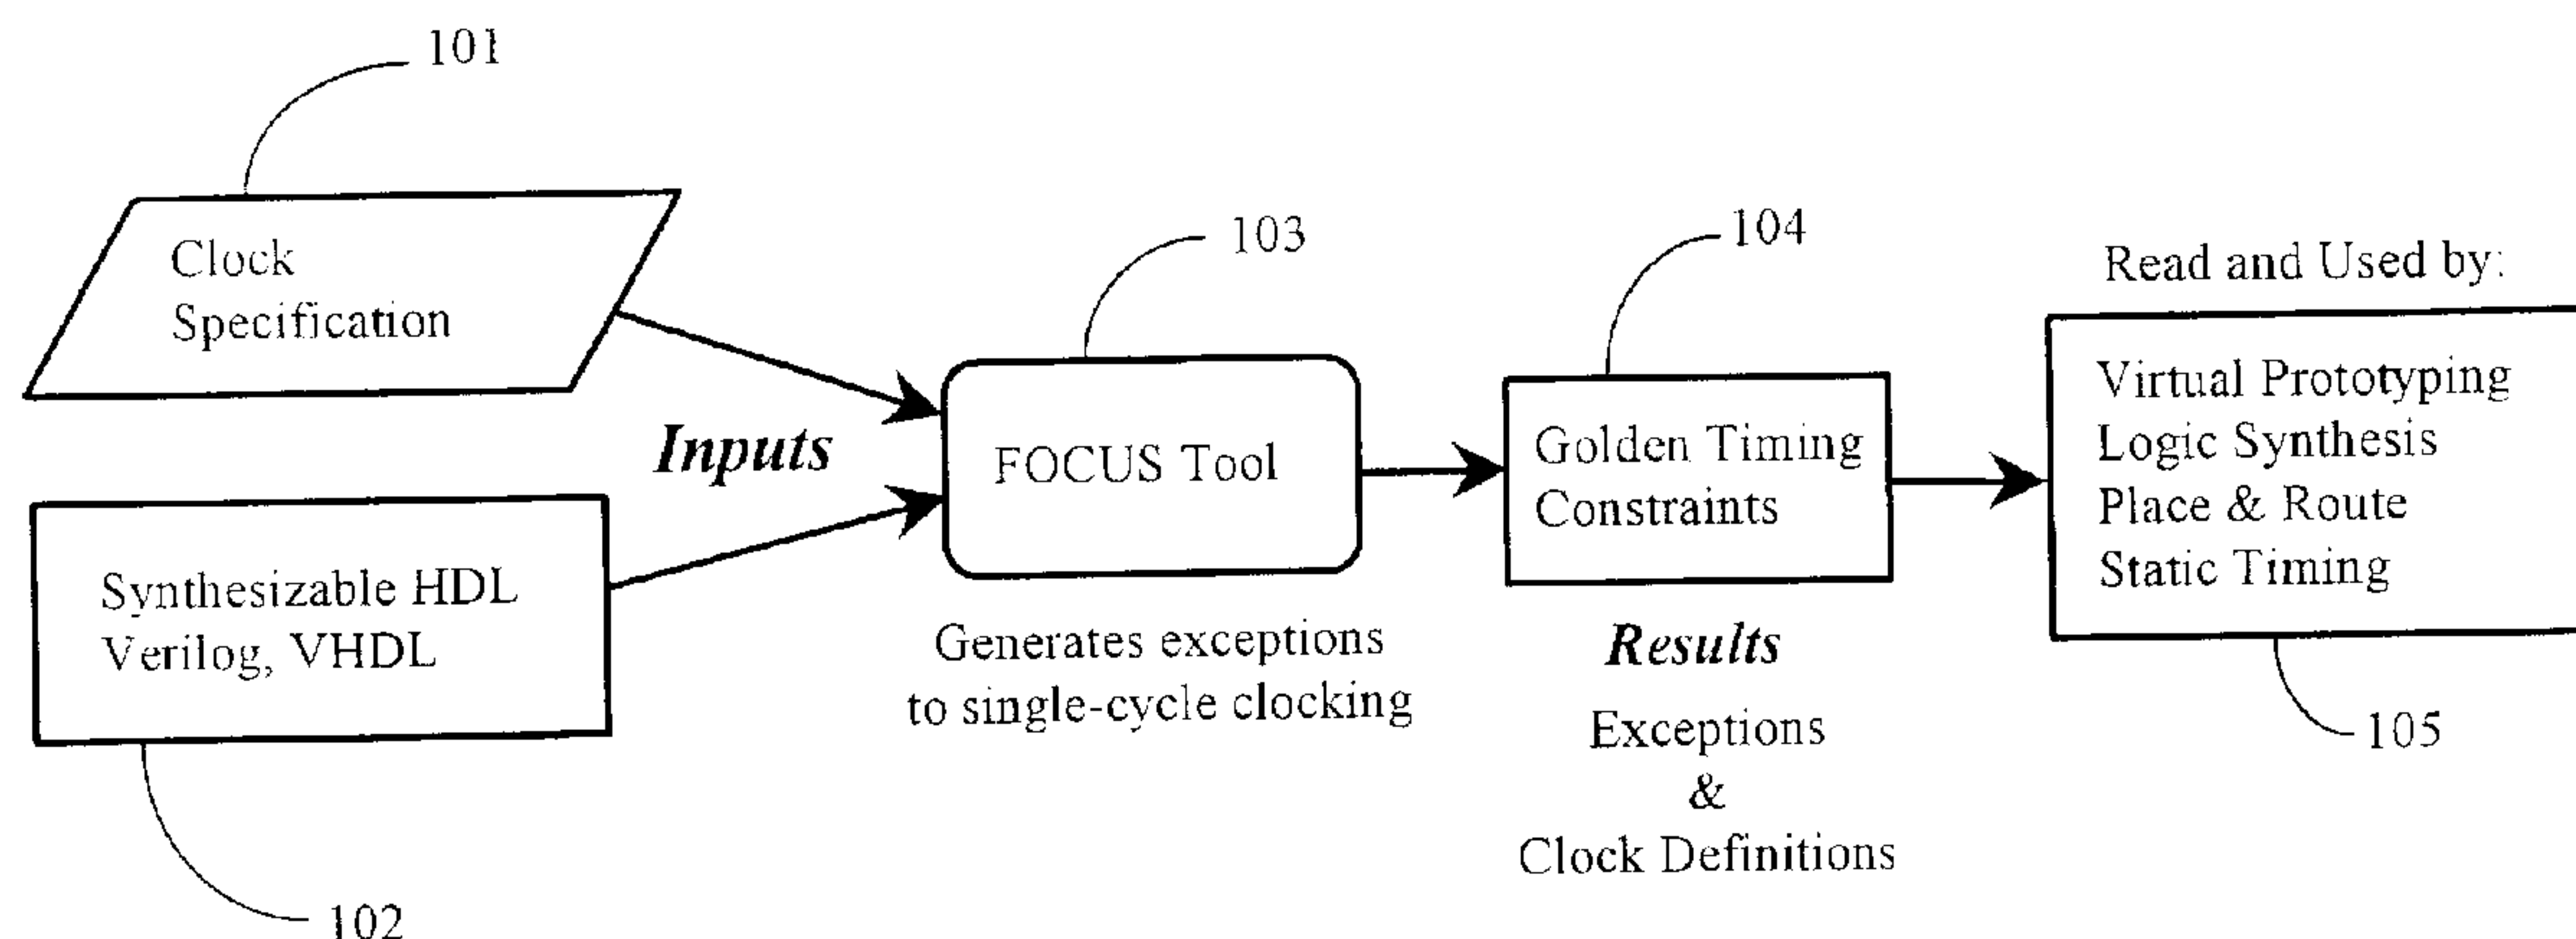 101
Clock
Specification
Inputs
Synthesizable HDL
Verilog, VHDL
102
103
FOCUS Tool
Generates exceptions
to single-cycle clocking
104
Golden Timing
Constraints
Results
Exceptions
&
Clock Definitions
Read and Used by:
Virtual Prototyping
Logic Synthesis
Place & Route
Static Timing
105